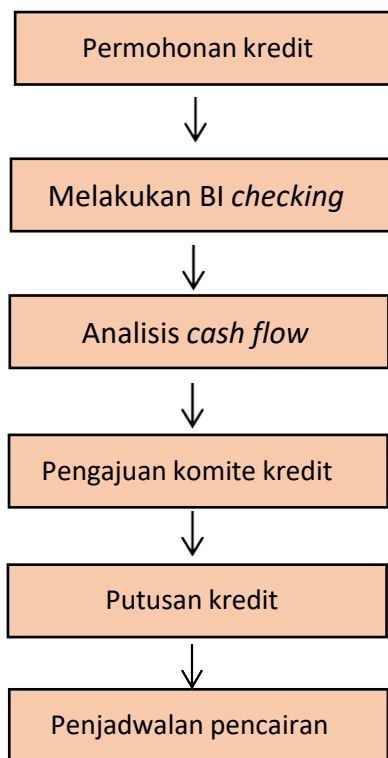 Permohonan kredit
Melakukan BI checking
Analisis cash flow
Pengajuan komite kredit
Putusan kredit
Penjadwalan pencairan